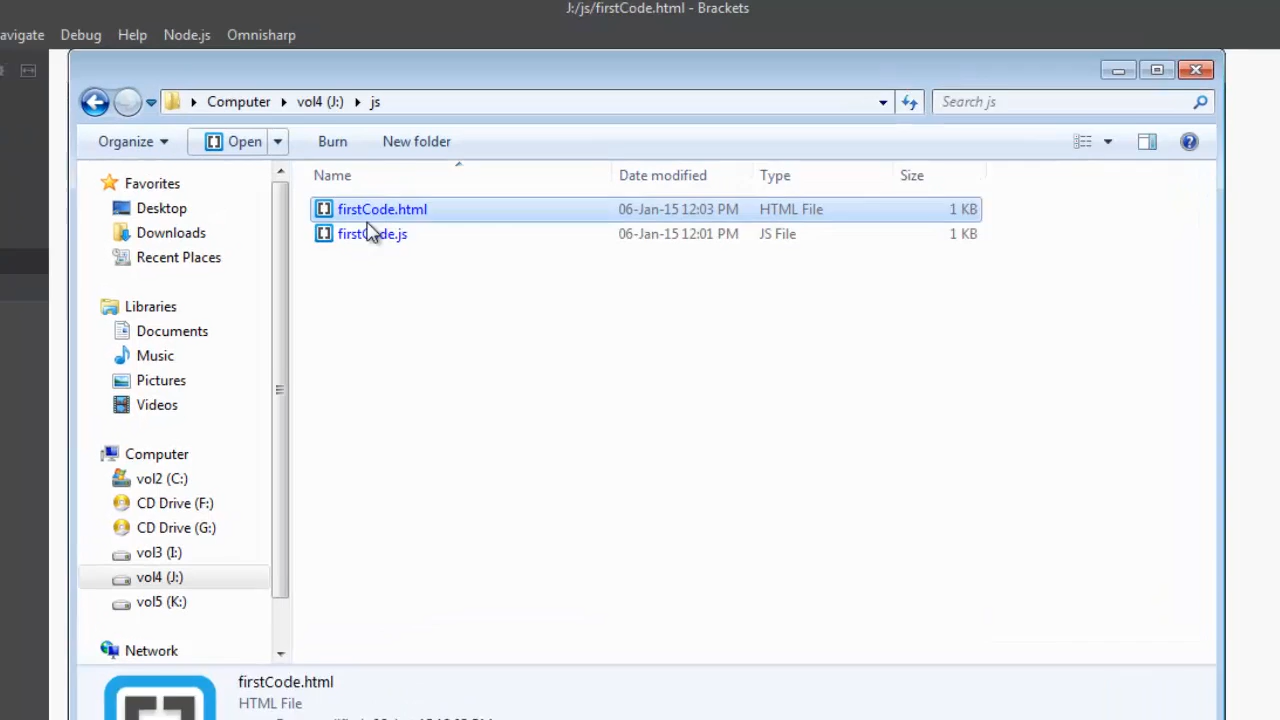 J:/js/firstCode.html - Brackets
avigate Debug Help Node.js Omnisharp
Computer vol4 (J:) js Search js
Organize Open Burn New folder
Name Date modified Type Size
Favorites
Desktop
Downloads
Recent Places
Libraries
Documents
Music
Pictures
Videos
Computer
vol2 (C:)
CD Drive (F:)
CD Drive (G:)
vol3 (I:)
vol4 (J:)
vol5 (K:)
Network
firstCode.html 06-Jan-15 12:03 PM HTML File 1 KB
firstCode.js 06-Jan-15 12:01 PM JS File 1 KB
firstCode.html
HTML File